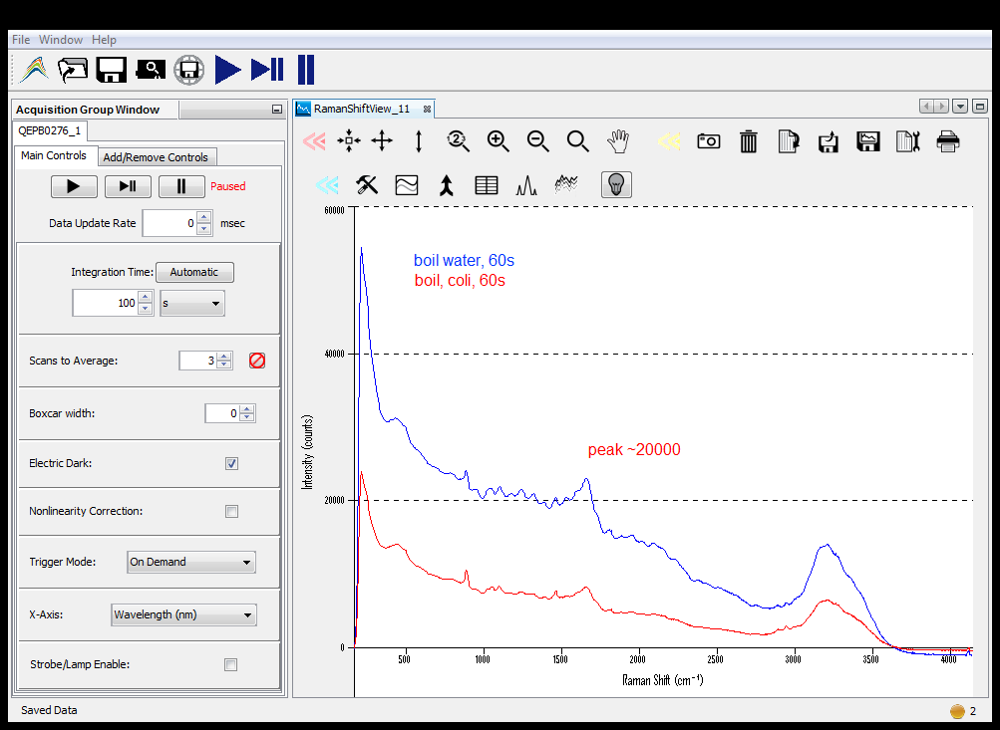 File Window Help
Acquisition Group Window
QEPB0276_1
Main Controls Add/Remove Controls
Paused
Data Update Rate 0 msec
Integration Time: Automatic
100 s
Scans to Average: 3
Boxcar width: 0
Electric Dark:
Nonlinearity Correction:
Trigger Mode: On Demand
X-Axis: Wavelength (nm)
Strobe/Lamp Enable:
Saved Data
RamanShiftView_11
2
60000
boil water, 60s
boil, coli, 60s
40000
peak ~20000
Intensity (counts)
20000
0
500 1000 1500 2000 2500 3000 3500 4000
Raman Shift (cm⁻¹)
2